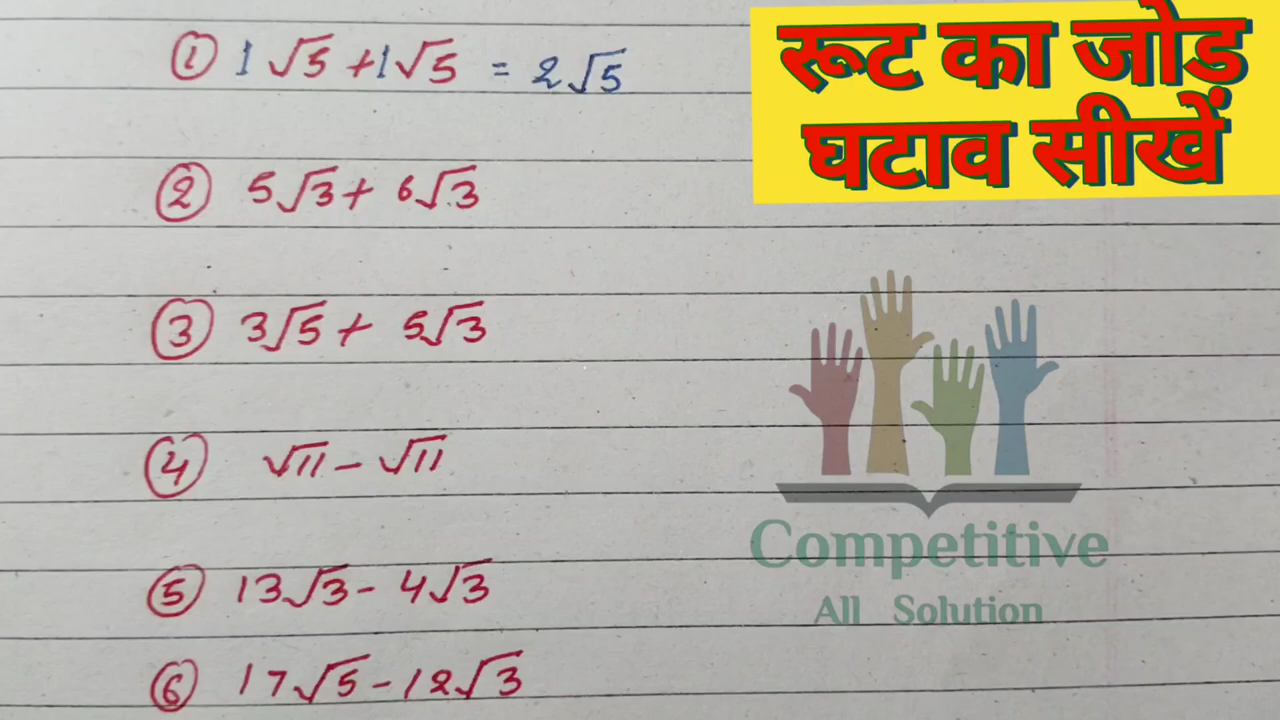 ① 1√5 + 1√5 = 2√5
रूट का जोड़
घटाव सीखें
② 5√3 + 6√3
③ 3√5 + 5√3
④ √11 - √11
Competitive
All Solution
⑤ 13√3 - 4√3
⑥ 17√5 - 12√3